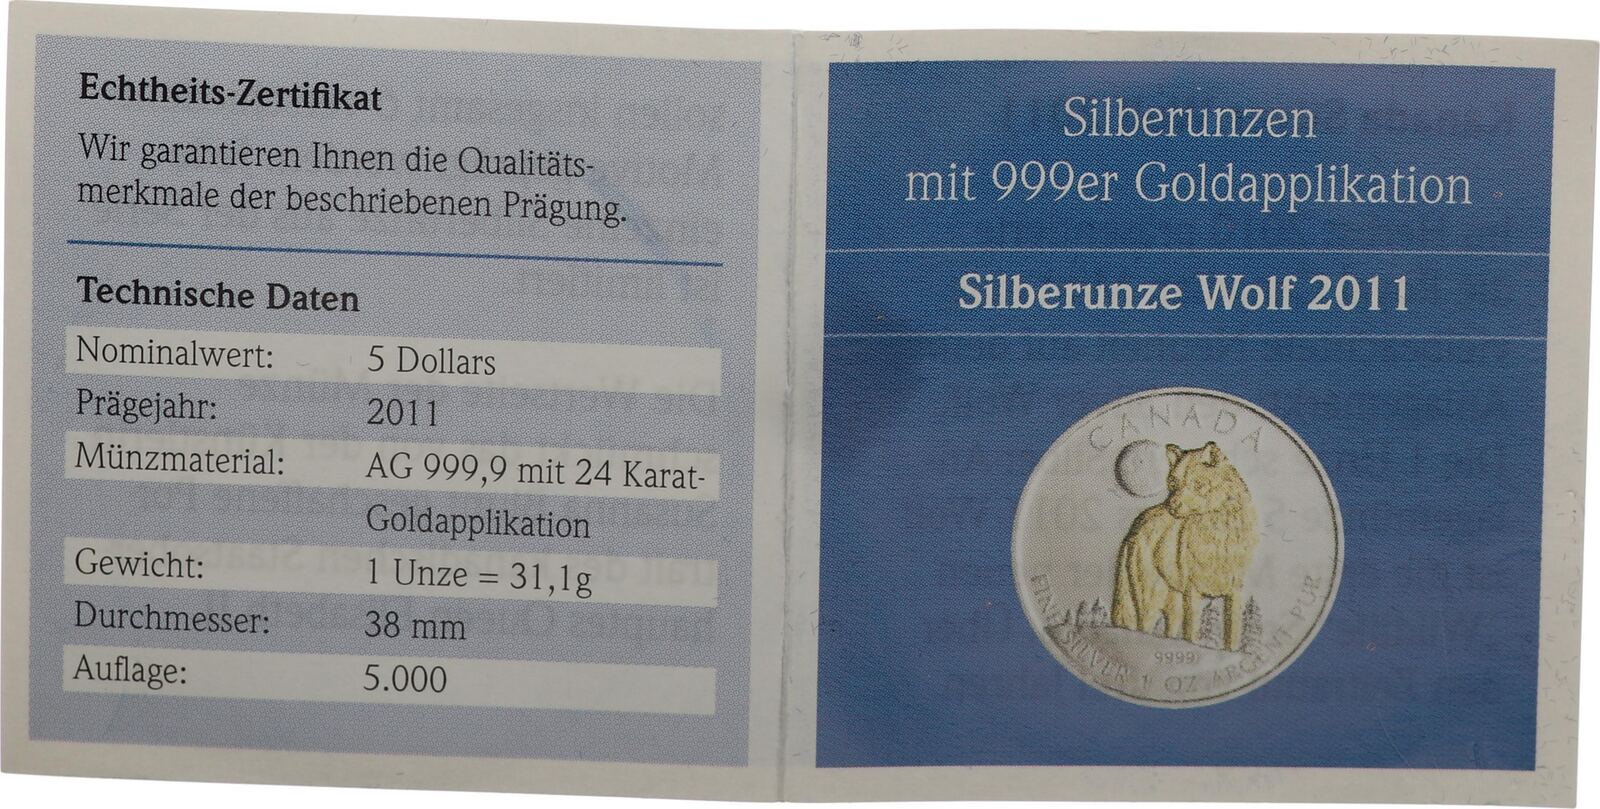 Echtheits-Zertifikat
Wir garantieren Ihnen die Qualitäts-
merkmale der beschriebenen Prägung.
Technische Daten
Nominalwert: 5 Dollars
Prägejahr: 2011
Münzmaterial: AG 999,9 mit 24 Karat-
Goldapplikation
Gewicht: 1 Unze = 31,1g
Durchmesser: 38 mm
Auflage: 5.000
Silberunzen
mit 999er Goldapplikation
Silberunze Wolf 2011
CANADA
9999
FINE SILVER 1 OZ ARGENT PUR